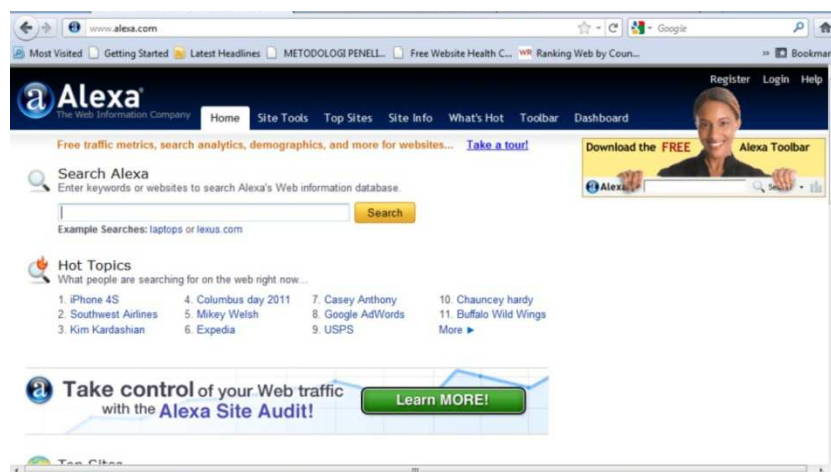 www.alexa.com
Google
Most Visited Getting Started Latest Headlines METODOLOGI PENELI... Free Website Health C... WR Ranking Web by Coun... » Bookmar
Register Login Help
a Alexa
The Web Information Company
Home Site Tools Top Sites Site Info What's Hot Toolbar Dashboard
Free traffic metrics, search analytics, demographics, and more for websites... Take a tour!
Download the FREE Alexa Toolbar
Search Alexa
Enter keywords or websites to search Alexa's Web information database.
a Alexa
Search
Example Searches: laptops or lexus.com
Hot Topics
What people are searching for on the web right now...
1. iPhone 4S 4. Columbus day 2011 7. Casey Anthony 10. Chauncey hardy
2. Southwest Airlines 5. Mikey Welsh 8. Google AdWords 11. Buffalo Wild Wings
3. Kim Kardashian 6. Expedia 9. USPS More ►
a Take control of your Web traffic
with the Alexa Site Audit!
Learn MORE!
Top Sites